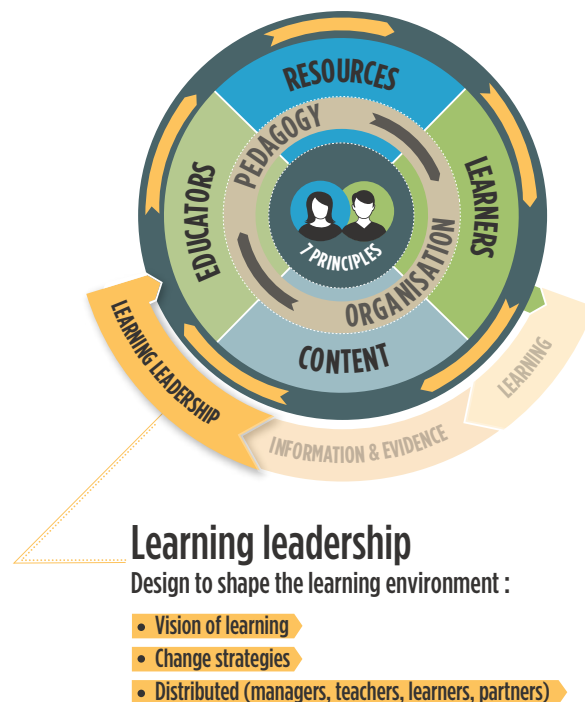 RESOURCES
PEDAGOGY
EDUCATORS
LEARNERS
7 PRINCIPLES
ORGANISATION
CONTENT
LEARNING LEADERSHIP
INFORMATION & EVIDENCE
LEARNING
Learning leadership
Design to shape the learning environment :
• Vision of learning
• Change strategies
• Distributed (managers, teachers, learners, partners)